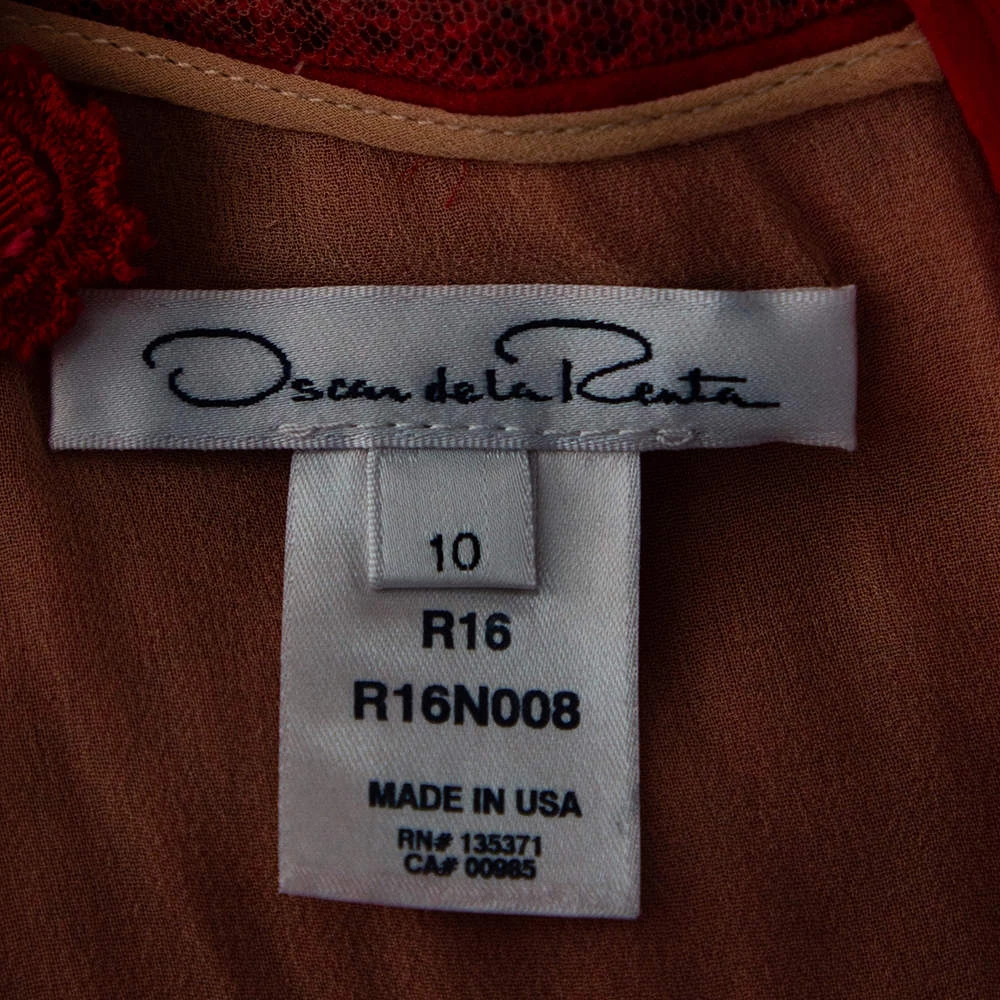 Oscar de la Renta
10
R16
R16N008
MADE IN USA
RN# 135371
CA# 00985